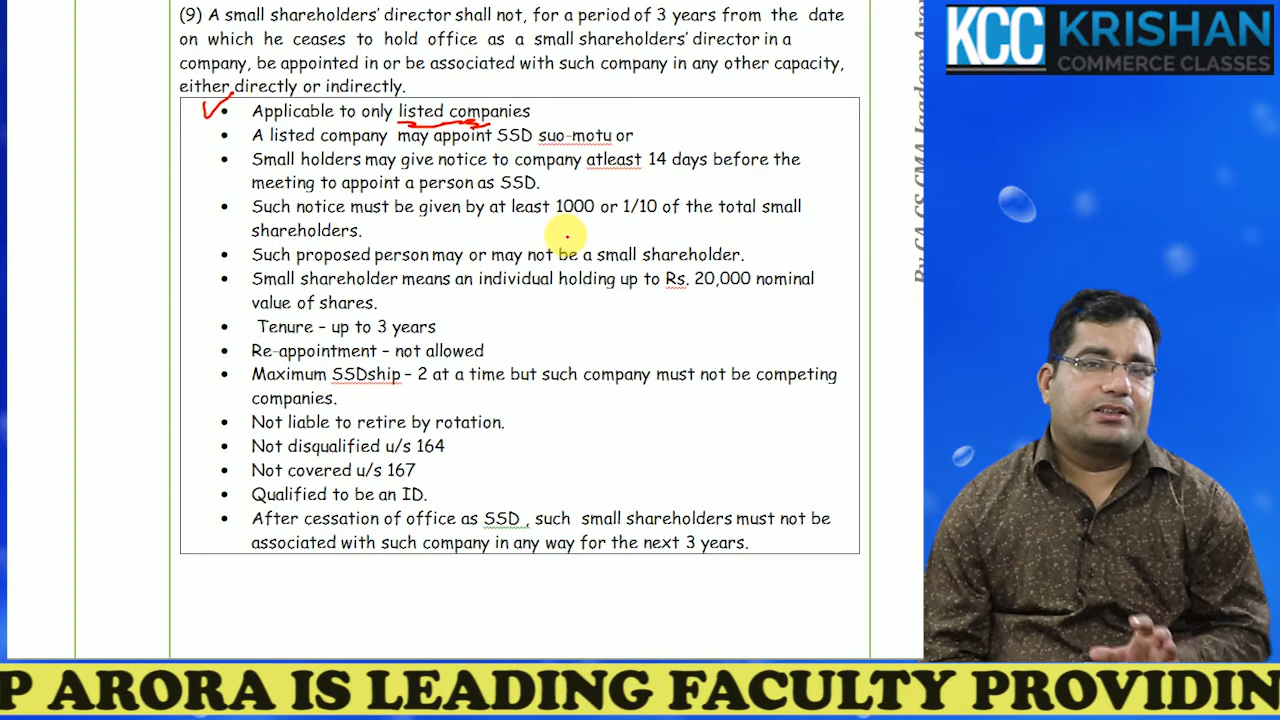 (9) A small shareholders' director shall not, for a period of 3 years from the date
on which he ceases to hold office as a small shareholders' director in a
company, be appointed in or be associated with such company in any other capacity,
either directly or indirectly.
• Applicable to only listed companies
• A listed company may appoint SSD suo-motu or
• Small holders may give notice to company atleast 14 days before the
meeting to appoint a person as SSD.
• Such notice must be given by at least 1000 or 1/10 of the total small
shareholders.
• Such proposed person may or may not be a small shareholder.
• Small shareholder means an individual holding up to Rs. 20,000 nominal
value of shares.
• Tenure – up to 3 years
• Re-appointment – not allowed
• Maximum SSDship – 2 at a time but such company must not be competing
companies.
• Not liable to retire by rotation.
• Not disqualified u/s 164
• Not covered u/s 167
• Qualified to be an ID.
• After cessation of office as SSD , such small shareholders must not be
associated with such company in any way for the next 3 years.
KCC KRISHAN
COMMERCE CLASSES
P ARORA IS LEADING FACULTY PROVIDIN